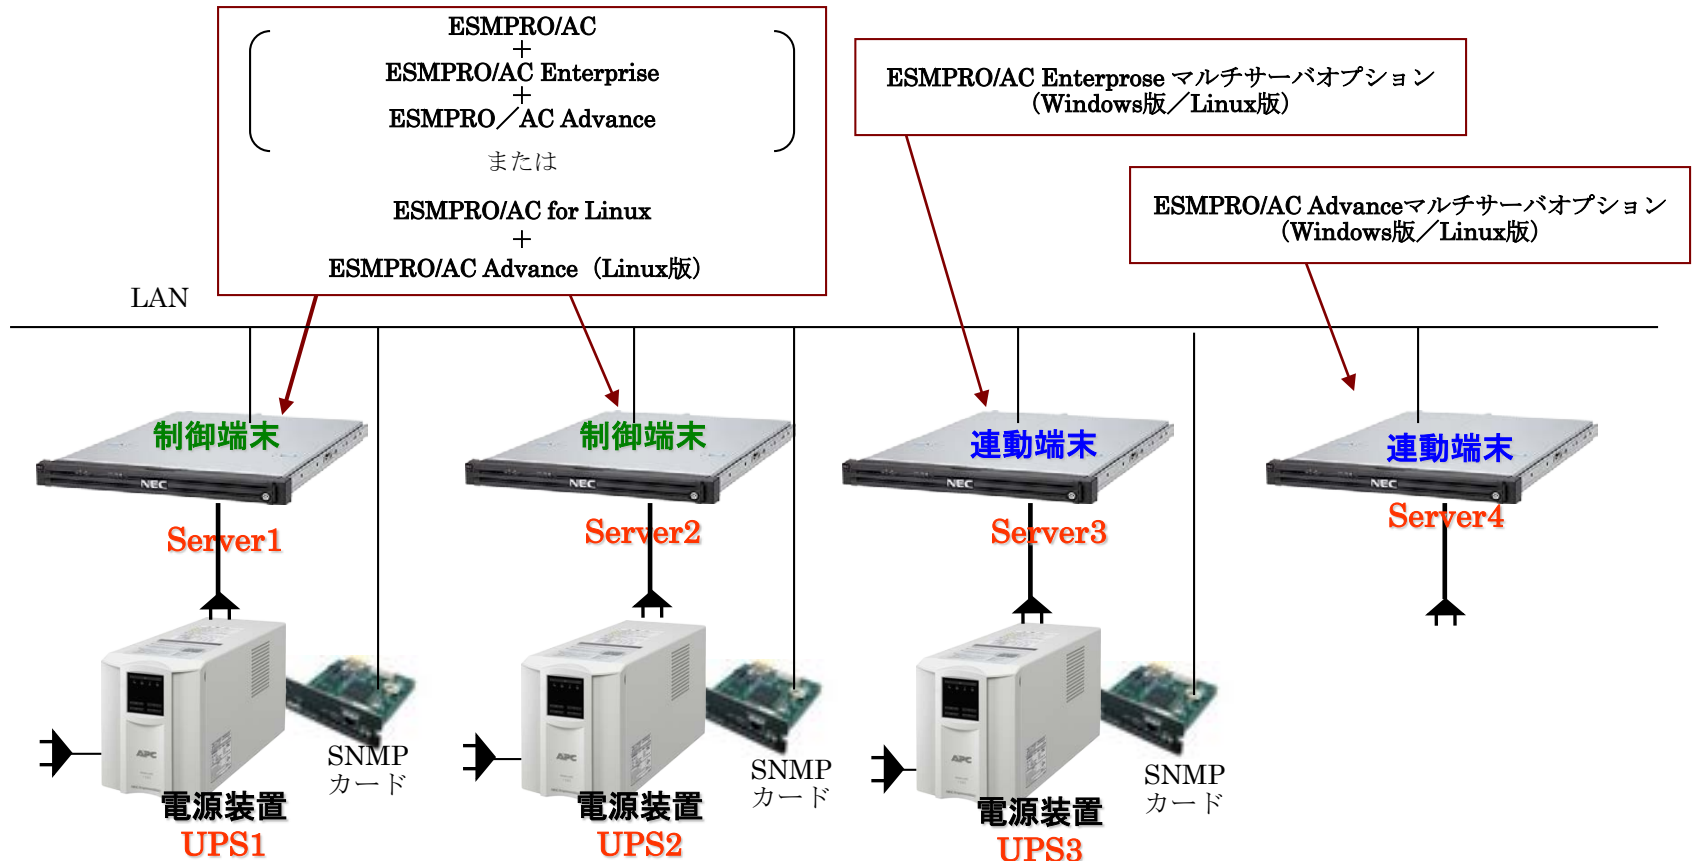 ESMPRO/AC
＋
ESMPRO/AC Enterprise
＋
ESMPRO／AC Advance
または
ESMPRO/AC for Linux
＋
ESMPRO/AC Advance（Linux版）
ESMPRO/AC Enterprose マルチサーバオプション
（Windows版／Linux版）
ESMPRO/AC Advanceマルチサーバオプション
（Windows版／Linux版）
LAN
制御端末
制御端末
連動端末
連動端末
NEC
NEC
NEC
NEC
Server1
Server2
Server3
Server4
APC
APC
APC
SNMP
カード
SNMP
カード
SNMP
カード
電源装置
UPS1
電源装置
UPS2
電源装置
UPS3